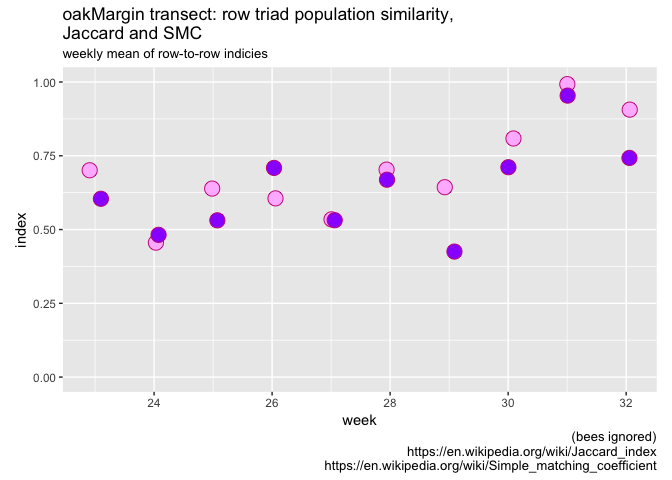 oakMargin transect: row triad population similarity,
Jaccard and SMC
weekly mean of row-to-row indicies
1.00
0.75
0.50
0.25
0.00
index
24 26 28 30 32
week
(bees ignored)
https://en.wikipedia.org/wiki/Jaccard_index
https://en.wikipedia.org/wiki/Simple_matching_coefficient